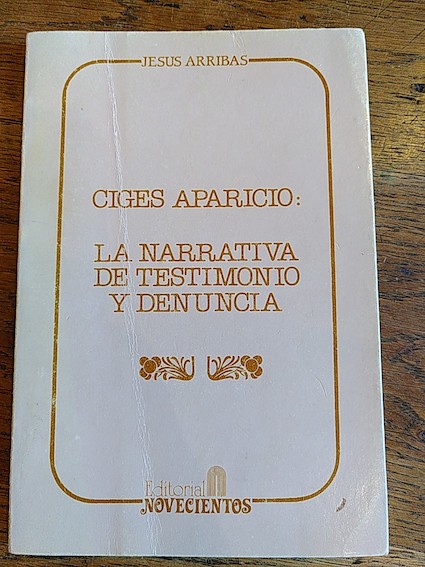 JESUS ARRIBAS
CIGES APARICIO:
LA NARRATIVA
DE TESTIMONIO
Y DENUNCIA
Editorial
NOVECIENTOS